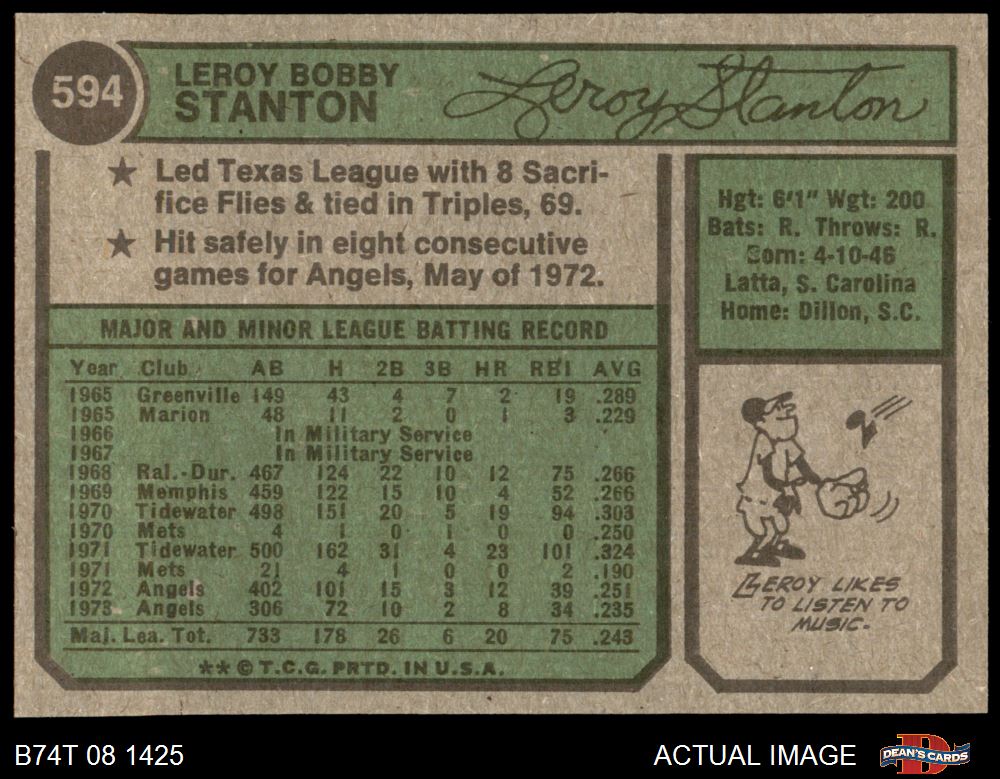 594
LEROY BOBBY
STANTON
Leroy Stanton
★ Led Texas League with 8 Sacri-
fice Flies & tied in Triples, 69.
★ Hit safely in eight consecutive
games for Angels, May of 1972.
Hgt: 6'1" Wgt: 200
Bats: R. Throws: R.
Born: 4-10-46
Latta, S. Carolina
Home: Dillon, S.C.
MAJOR AND MINOR LEAGUE BATTING RECORD
Year Club AB H 2B 3B HR RBI AVG
1965 Greenville 149 43 4 7 2 19 .289
1965 Marion 48 11 2 0 1 3 .229
1966 In Military Service
1967 In Military Service
1968 Ral.-Dur. 467 124 22 10 12 75 .266
1969 Memphis 459 122 15 10 4 52 .266
1970 Tidewater 498 151 20 5 19 94 .303
1970 Mets 4 1 0 1 0 0 .250
1971 Tidewater 500 162 31 4 23 101 .324
1971 Mets 21 4 1 0 0 2 .190
1972 Angels 402 101 15 3 12 39 .251
1973 Angels 306 72 10 2 8 34 .235
Maj. Lea. Tot. 733 178 26 6 20 75 .243
** © T.C.G. PRTD. IN U.S.A.
LEROY LIKES
TO LISTEN TO
MUSIC.
B74T 08 1425
ACTUAL IMAGE
DEAN'S CARDS